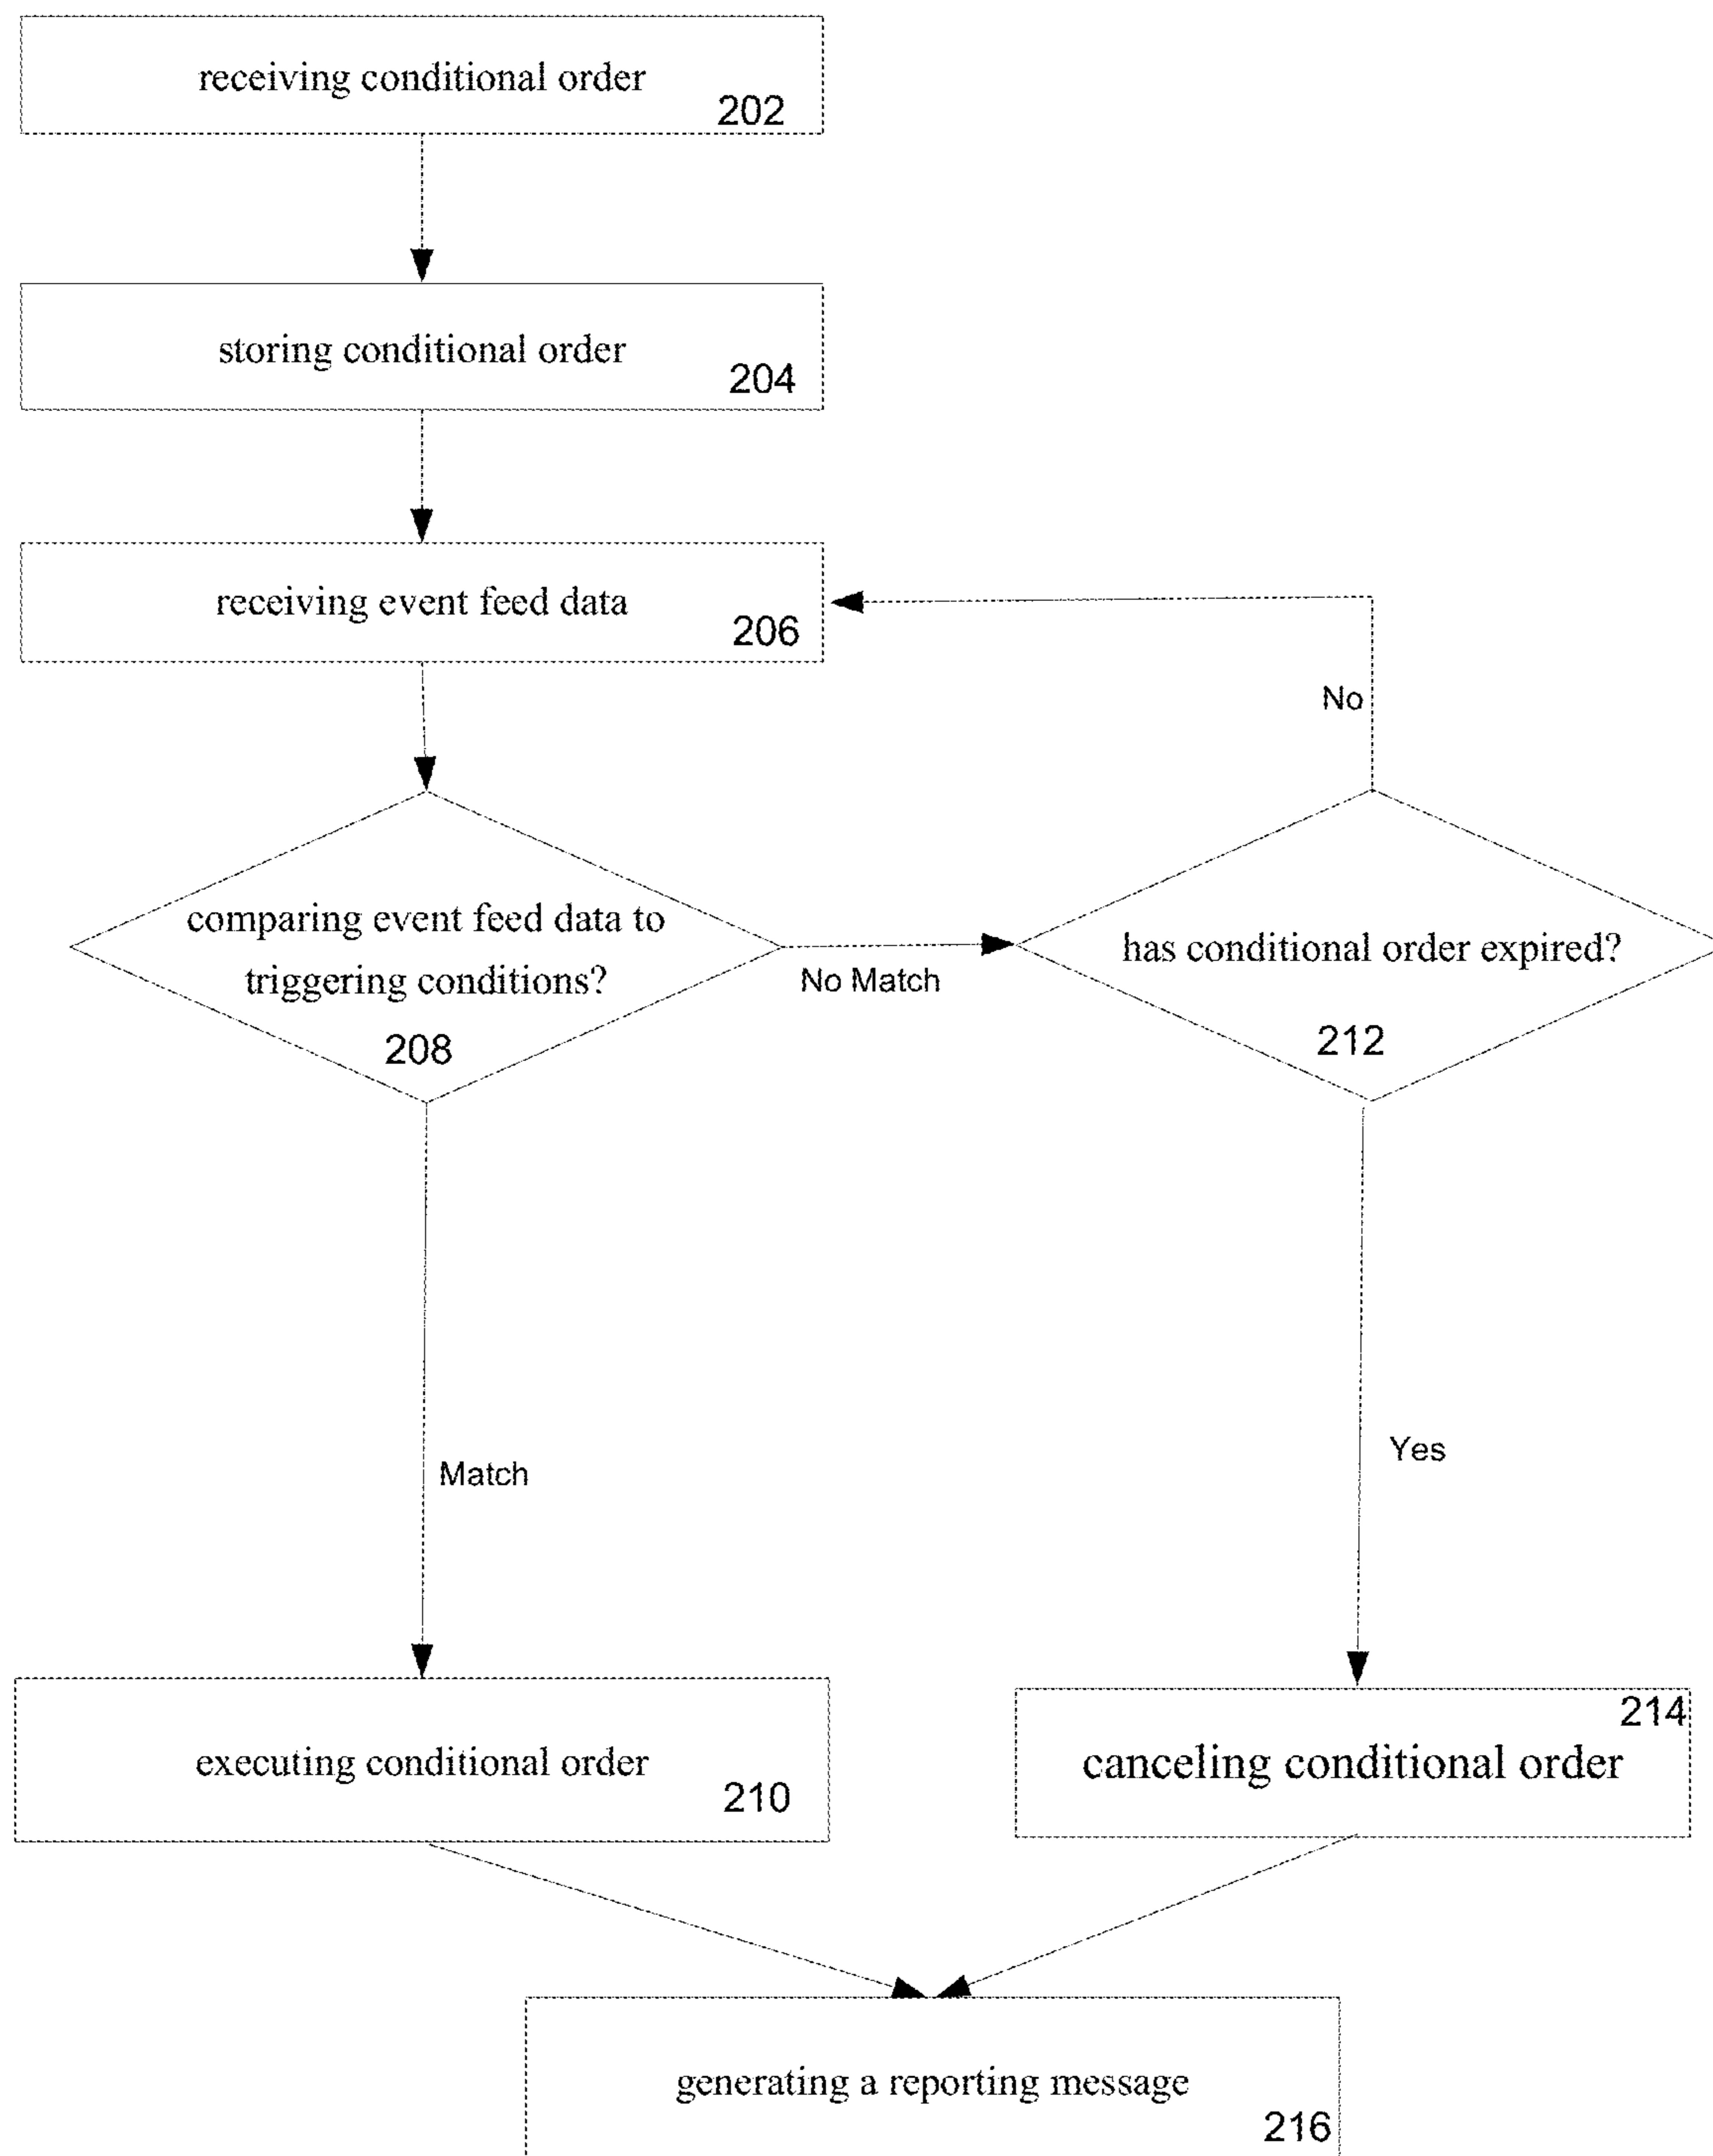 receiving conditional order
202
storing conditional order
204
receiving event feed data
206
No
comparing event feed data to
triggering conditions?
208
No Match
has conditional order expired?
212
Match
Yes
executing conditional order
210
214
canceling conditional order
generating a reporting message
216